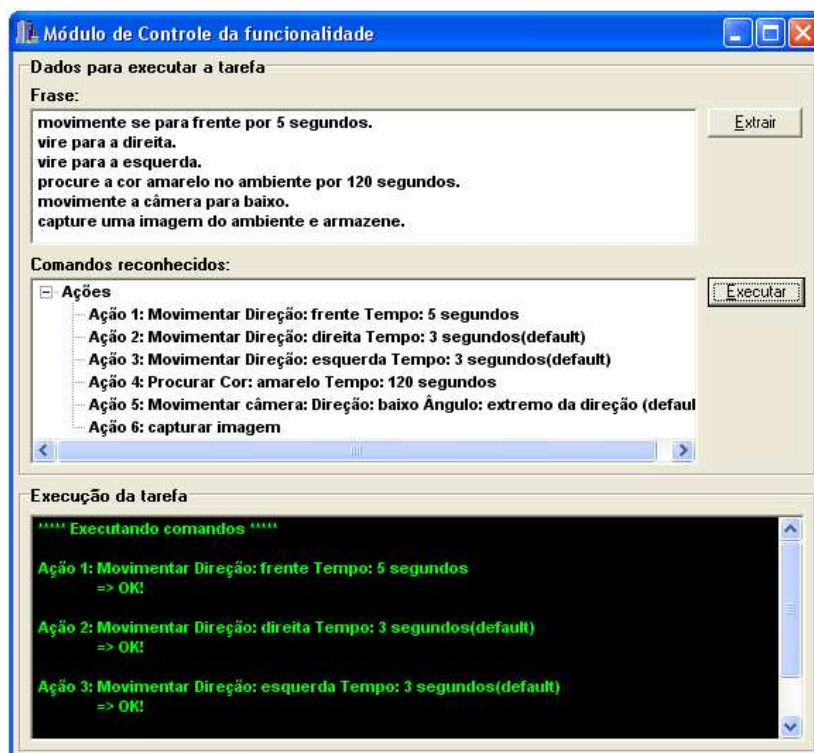 Módulo de Controle da funcionalidade
Dados para executar a tarefa
Frase:
movimente se para frente por 5 segundos.
vire para a direita.
vire para a esquerda.
procure a cor amarelo no ambiente por 120 segundos.
movimente a câmera para baixo.
capture uma imagem do ambiente e armazene.
Extrair
Comandos reconhecidos:
Ações
Ação 1: Movimentar Direção: frente Tempo: 5 segundos
Ação 2: Movimentar Direção: direita Tempo: 3 segundos(default)
Ação 3: Movimentar Direção: esquerda Tempo: 3 segundos(default)
Ação 4: Procurar Cor: amarelo Tempo: 120 segundos
Ação 5: Movimentar câmera: Direção: baixo Ângulo: extremo da direção (defaul
Ação 6: capturar imagem
Executar
Execução da tarefa
***** Executando comandos *****
Ação 1: Movimentar Direção: frente Tempo: 5 segundos
=> OK!
Ação 2: Movimentar Direção: direita Tempo: 3 segundos(default)
=> OK!
Ação 3: Movimentar Direção: esquerda Tempo: 3 segundos(default)
=> OK!